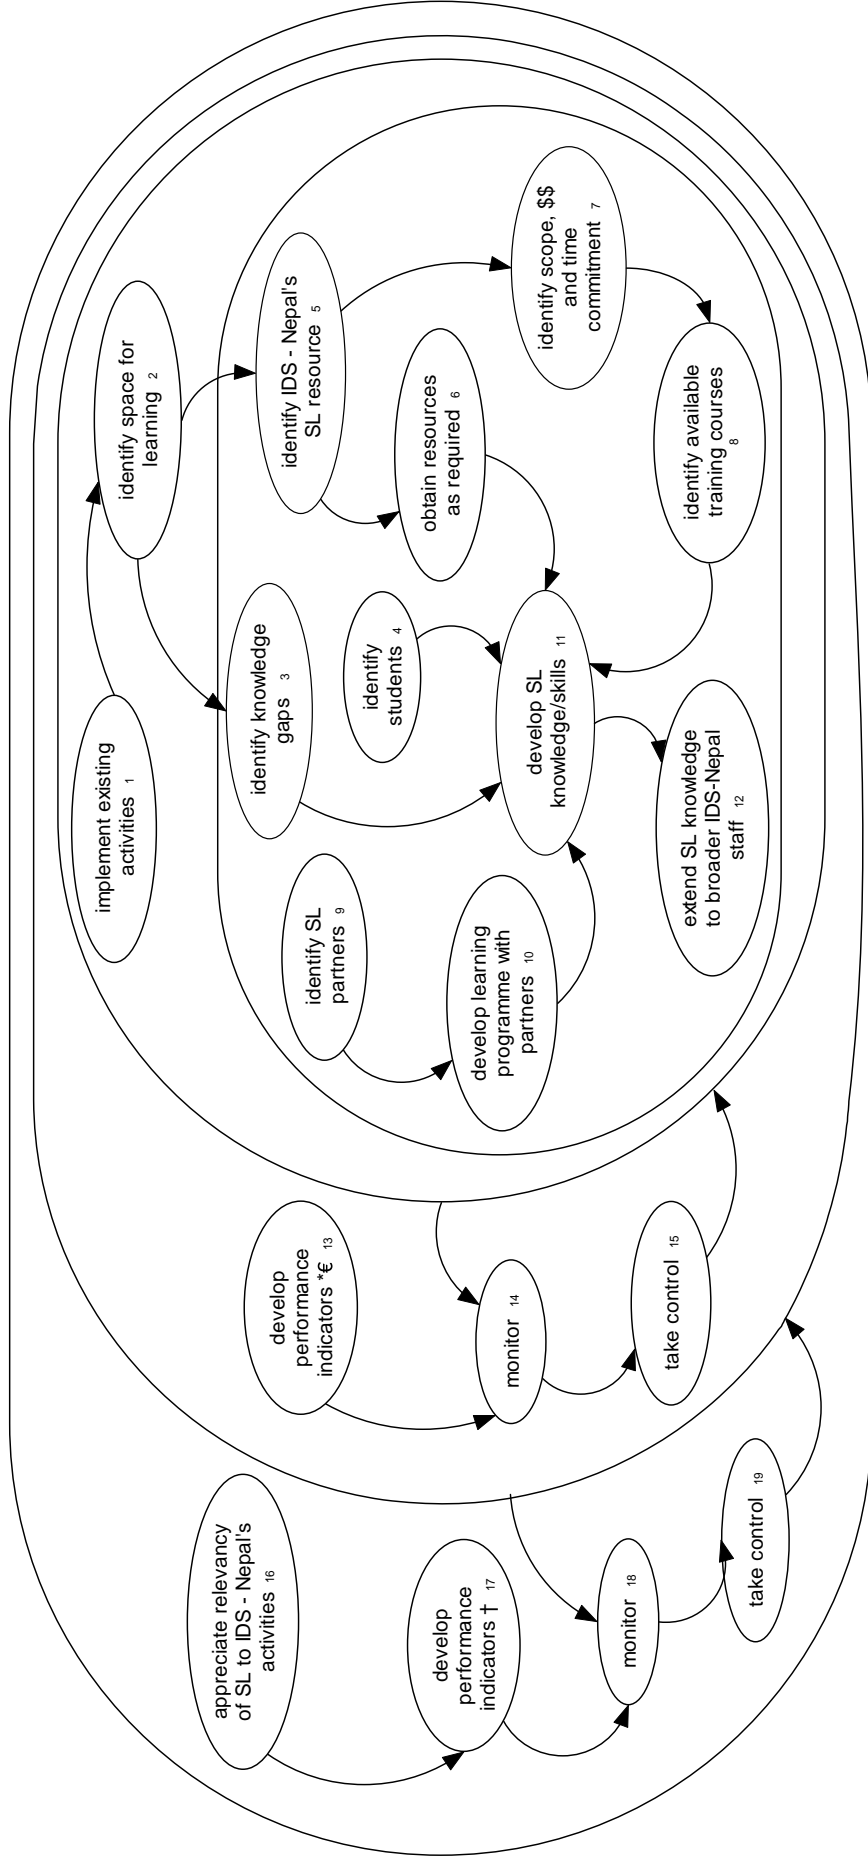 implement existing
activities 1
identify space for
learning 2
identify knowledge
gaps 3
identify
students 4
identify IDS - Nepal's
SL resource 5
obtain resources
as required 6
identify scope, $$
and time
commitment 7
identify available
training courses
8
identify SL
partners 9
develop learning
programme with
partners 10
develop SL
knowledge/skills 11
extend SL knowledge
to broader IDS-Nepal
staff 12
develop
performance
indicators *€ 13
monitor 14
take control 15
appreciate relevancy
of SL to IDS - Nepal's
activities 16
develop
performance
indicators † 17
monitor 18
take control 19